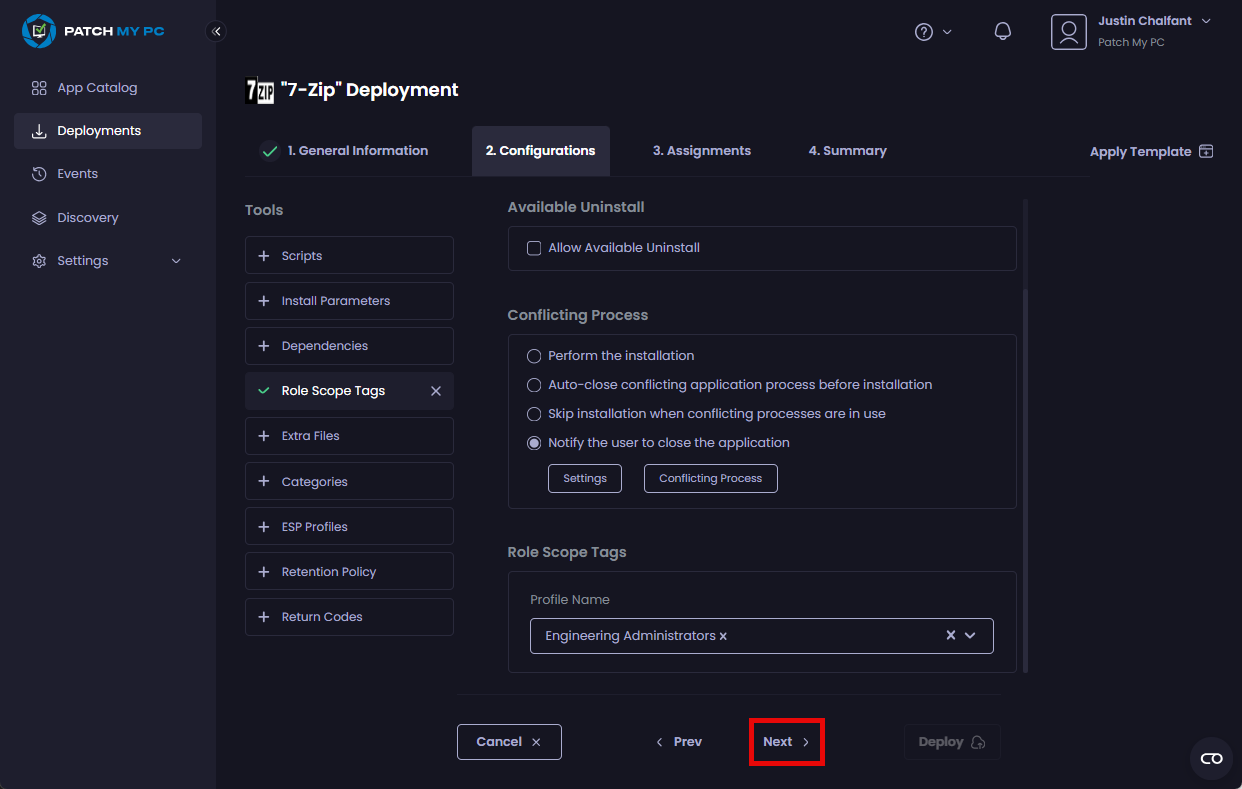 PATCH MY PC
Justin Chalfant
Patch My PC
App Catalog
Deployments
Events
Discovery
Settings
7ZIP "7-Zip" Deployment
1. General Information
2. Configurations
3. Assignments
4. Summary
Apply Template
Tools
Scripts
Install Parameters
Dependencies
Role Scope Tags
Extra Files
Categories
ESP Profiles
Retention Policy
Return Codes
Available Uninstall
Allow Available Uninstall
Conflicting Process
Perform the installation
Auto-close conflicting application process before installation
Skip installation when conflicting processes are in use
Notify the user to close the application
Settings
Conflicting Process
Role Scope Tags
Profile Name
Engineering Administrators
Cancel
Prev
Next
Deploy